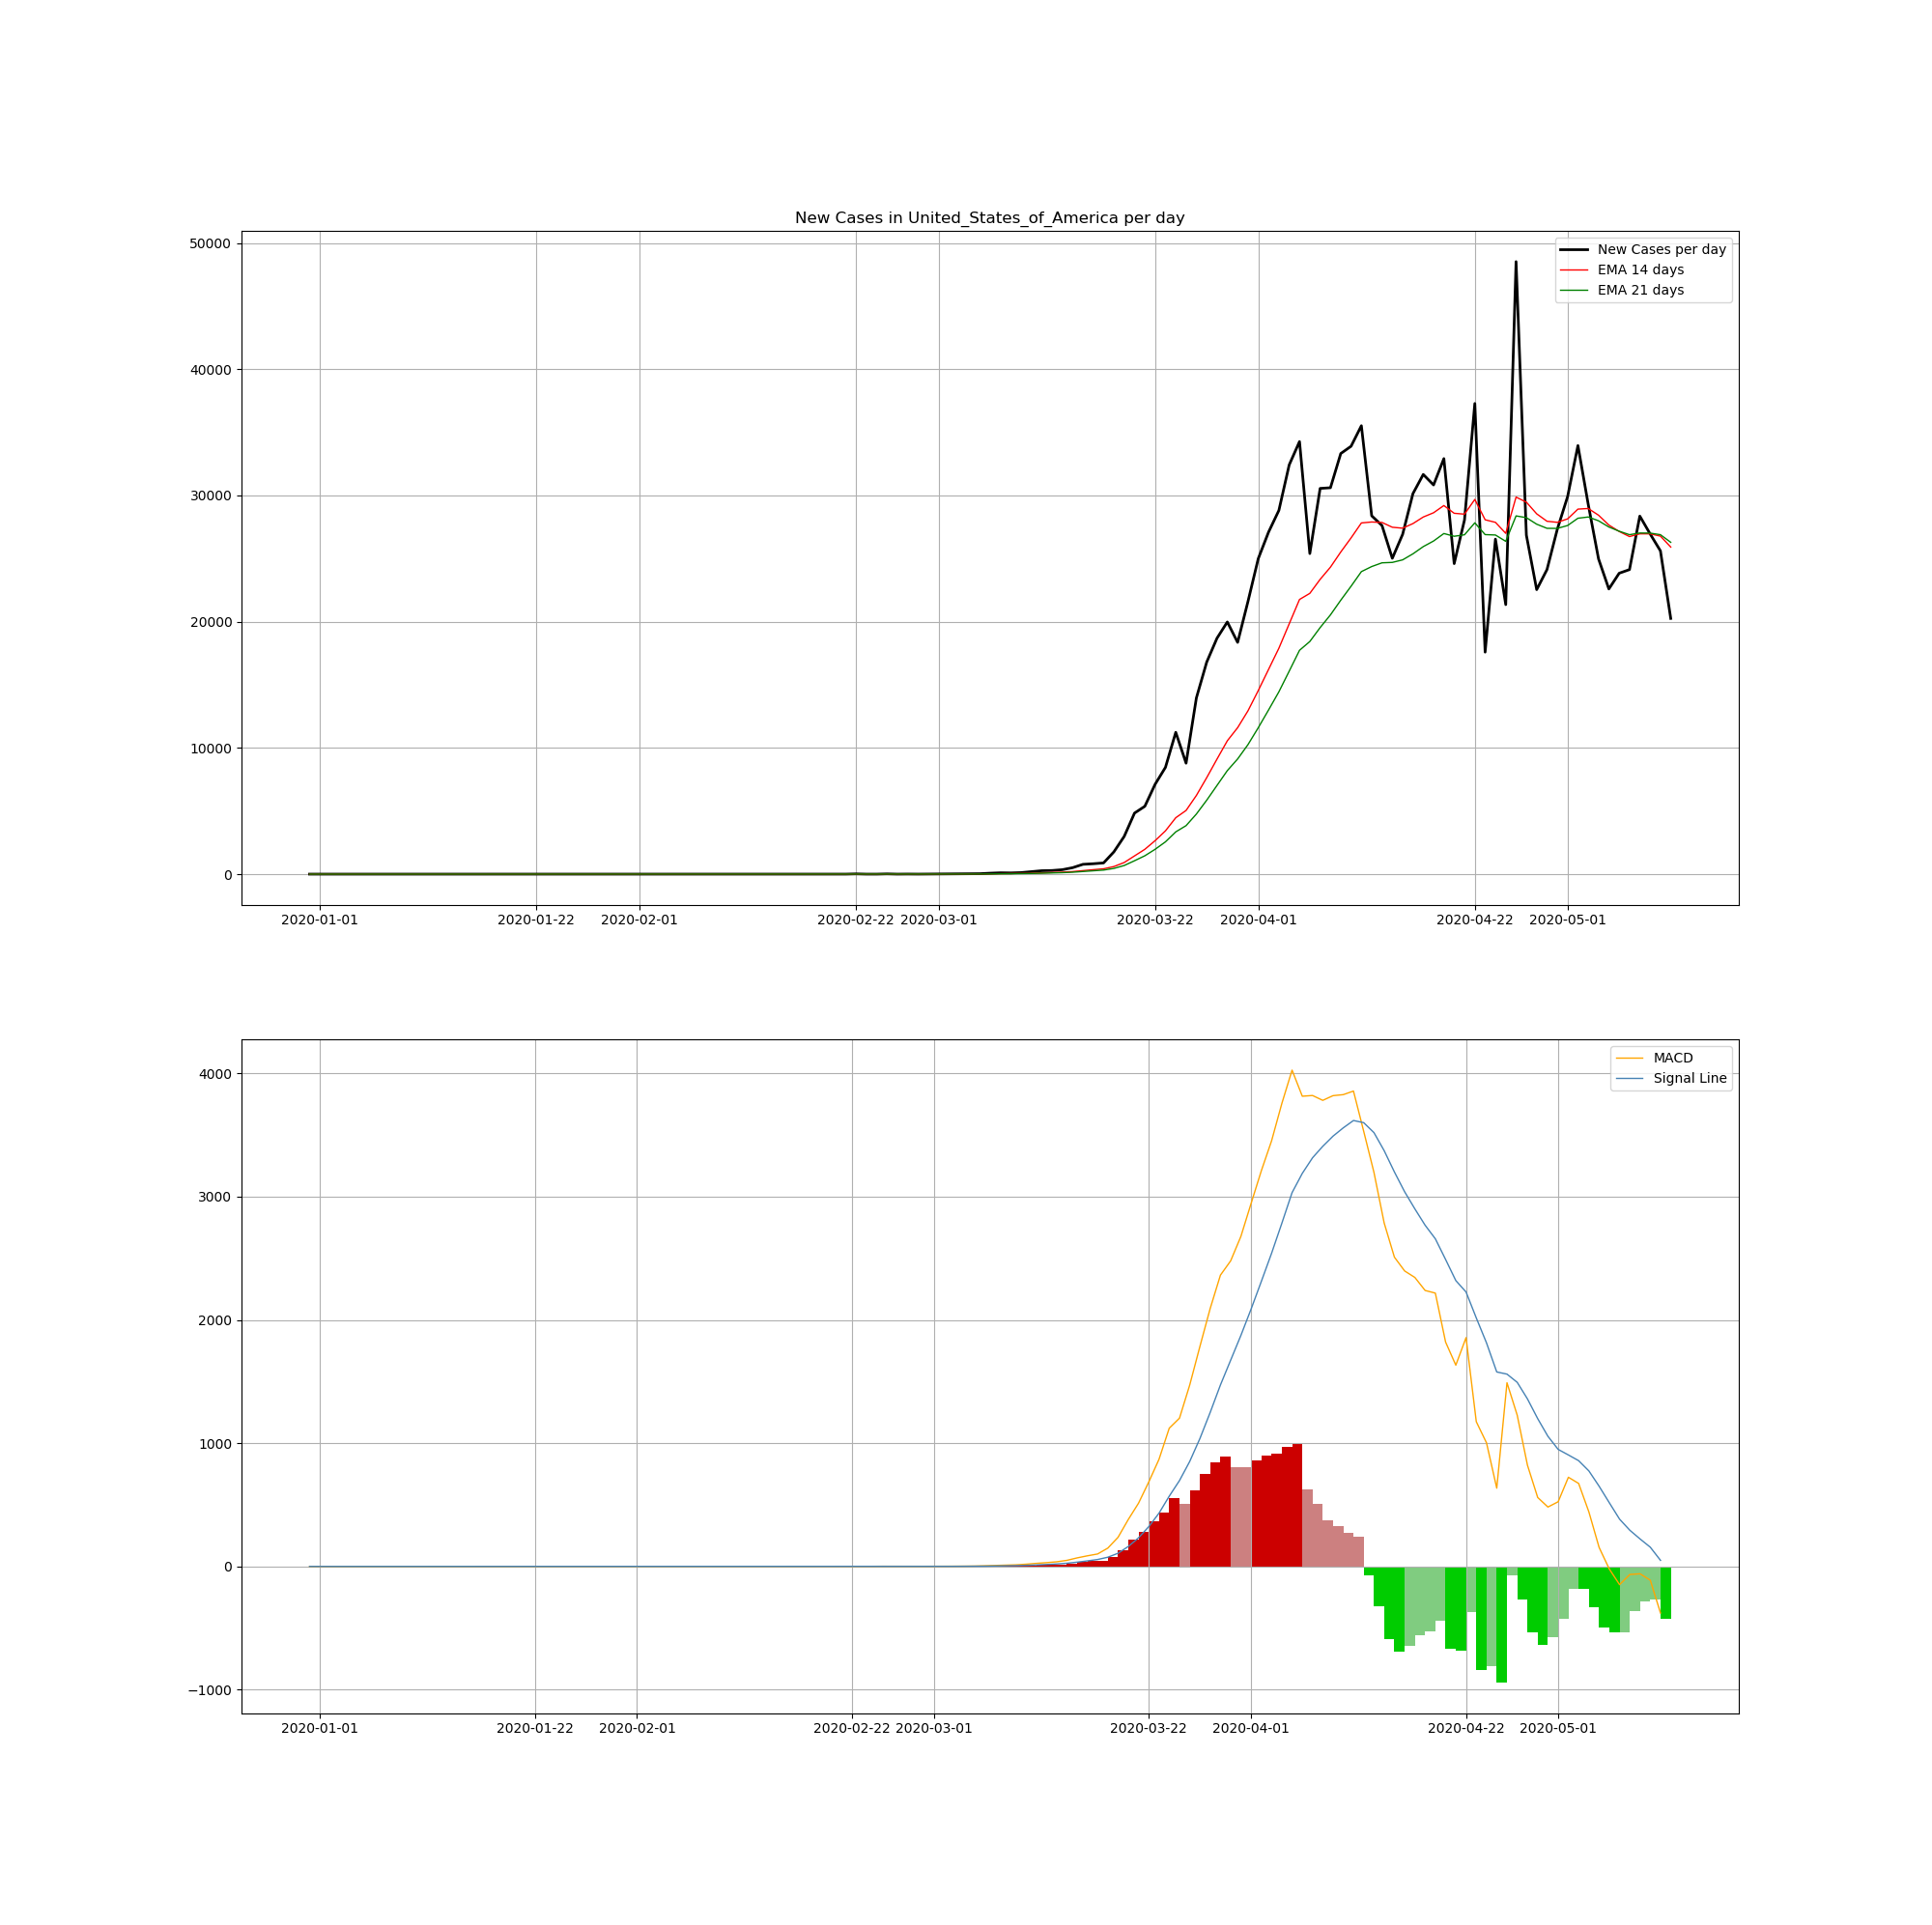 New Cases in United_States_of_America per day
50000
40000
30000
20000
10000
0
New Cases per day
EMA 14 days
EMA 21 days
2020-01-01 2020-01-22 2020-02-01 2020-02-22 2020-03-01 2020-03-22 2020-04-01 2020-04-22 2020-05-01
4000
3000
2000
1000
0
−1000
MACD
Signal Line
2020-01-01 2020-01-22 2020-02-01 2020-02-22 2020-03-01 2020-03-22 2020-04-01 2020-04-22 2020-05-01